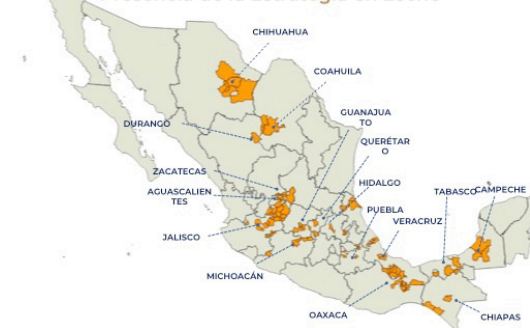 CHIHUAHUA
COAHUILA
GUANAJUA
TO
DURANGO
QUERÉTAR
O
ZACATECAS
HIDALGO
AGUASCALIEN
TES
TABASCO
CAMPECHE
PUEBLA
VERACRUZ
JALISCO
MICHOACÁN
OAXACA
CHIAPAS